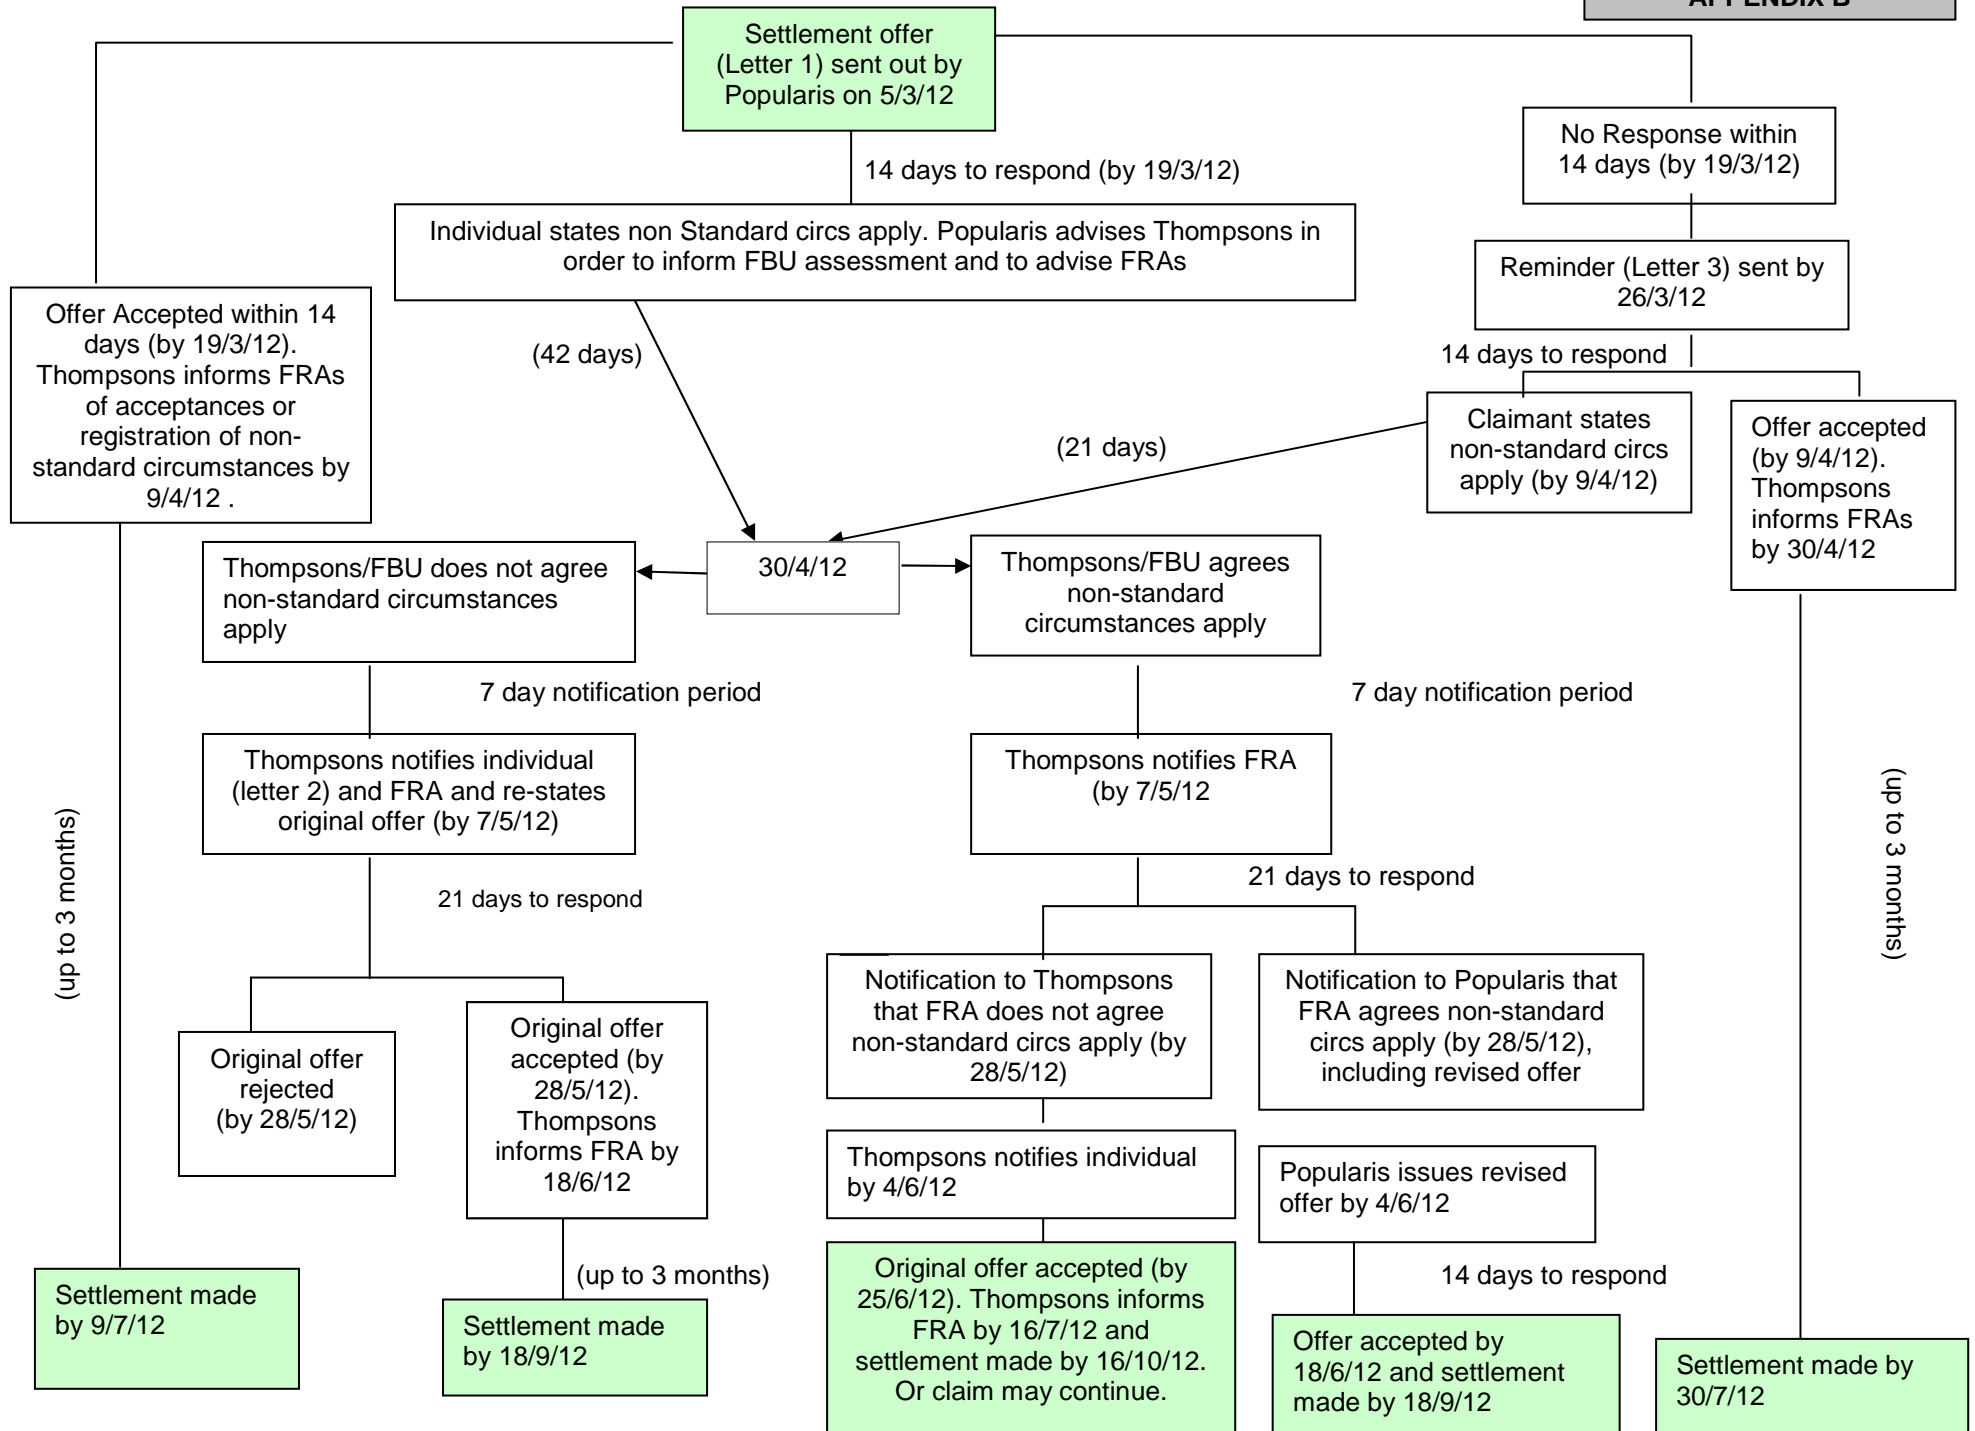 APPENDIX B
Settlement offer
(Letter 1) sent out by
Popularis on 5/3/12
No Response within
14 days (by 19/3/12)
14 days to respond (by 19/3/12)
Individual states non Standard circs apply. Popularis advises Thompsons in
order to inform FBU assessment and to advise FRAs
Reminder (Letter 3) sent by
26/3/12
Offer Accepted within 14
days (by 19/3/12).
Thompsons informs FRAs
of acceptances or
registration of non-
standard circumstances by
9/4/12 .
(42 days)
14 days to respond
(21 days)
Claimant states
non-standard circs
apply (by 9/4/12)
Offer accepted
(by 9/4/12).
Thompsons
informs FRAs
by 30/4/12
Thompsons/FBU does not agree
non-standard circumstances
apply
30/4/12
Thompsons/FBU agrees
non-standard
circumstances apply
7 day notification period
7 day notification period
Thompsons notifies individual
(letter 2) and FRA and re-states
original offer (by 7/5/12)
Thompsons notifies FRA
(by 7/5/12
(up to 3 months)
(up to 3 months)
21 days to respond
21 days to respond
Original offer
rejected
(by 28/5/12)
Original offer
accepted (by
28/5/12).
Thompsons
informs FRA by
18/6/12
Notification to Thompsons
that FRA does not agree
non-standard circs apply (by
28/5/12)
Notification to Popularis that
FRA agrees non-standard
circs apply (by 28/5/12),
including revised offer
Thompsons notifies individual
by 4/6/12
Popularis issues revised
offer by 4/6/12
(up to 3 months)
14 days to respond
Settlement made
by 9/7/12
Settlement made
by 18/9/12
Original offer accepted (by
25/6/12). Thompsons informs
FRA by 16/7/12 and
settlement made by 16/10/12.
Or claim may continue.
Offer accepted by
18/6/12 and settlement
made by 18/9/12
Settlement made by
30/7/12